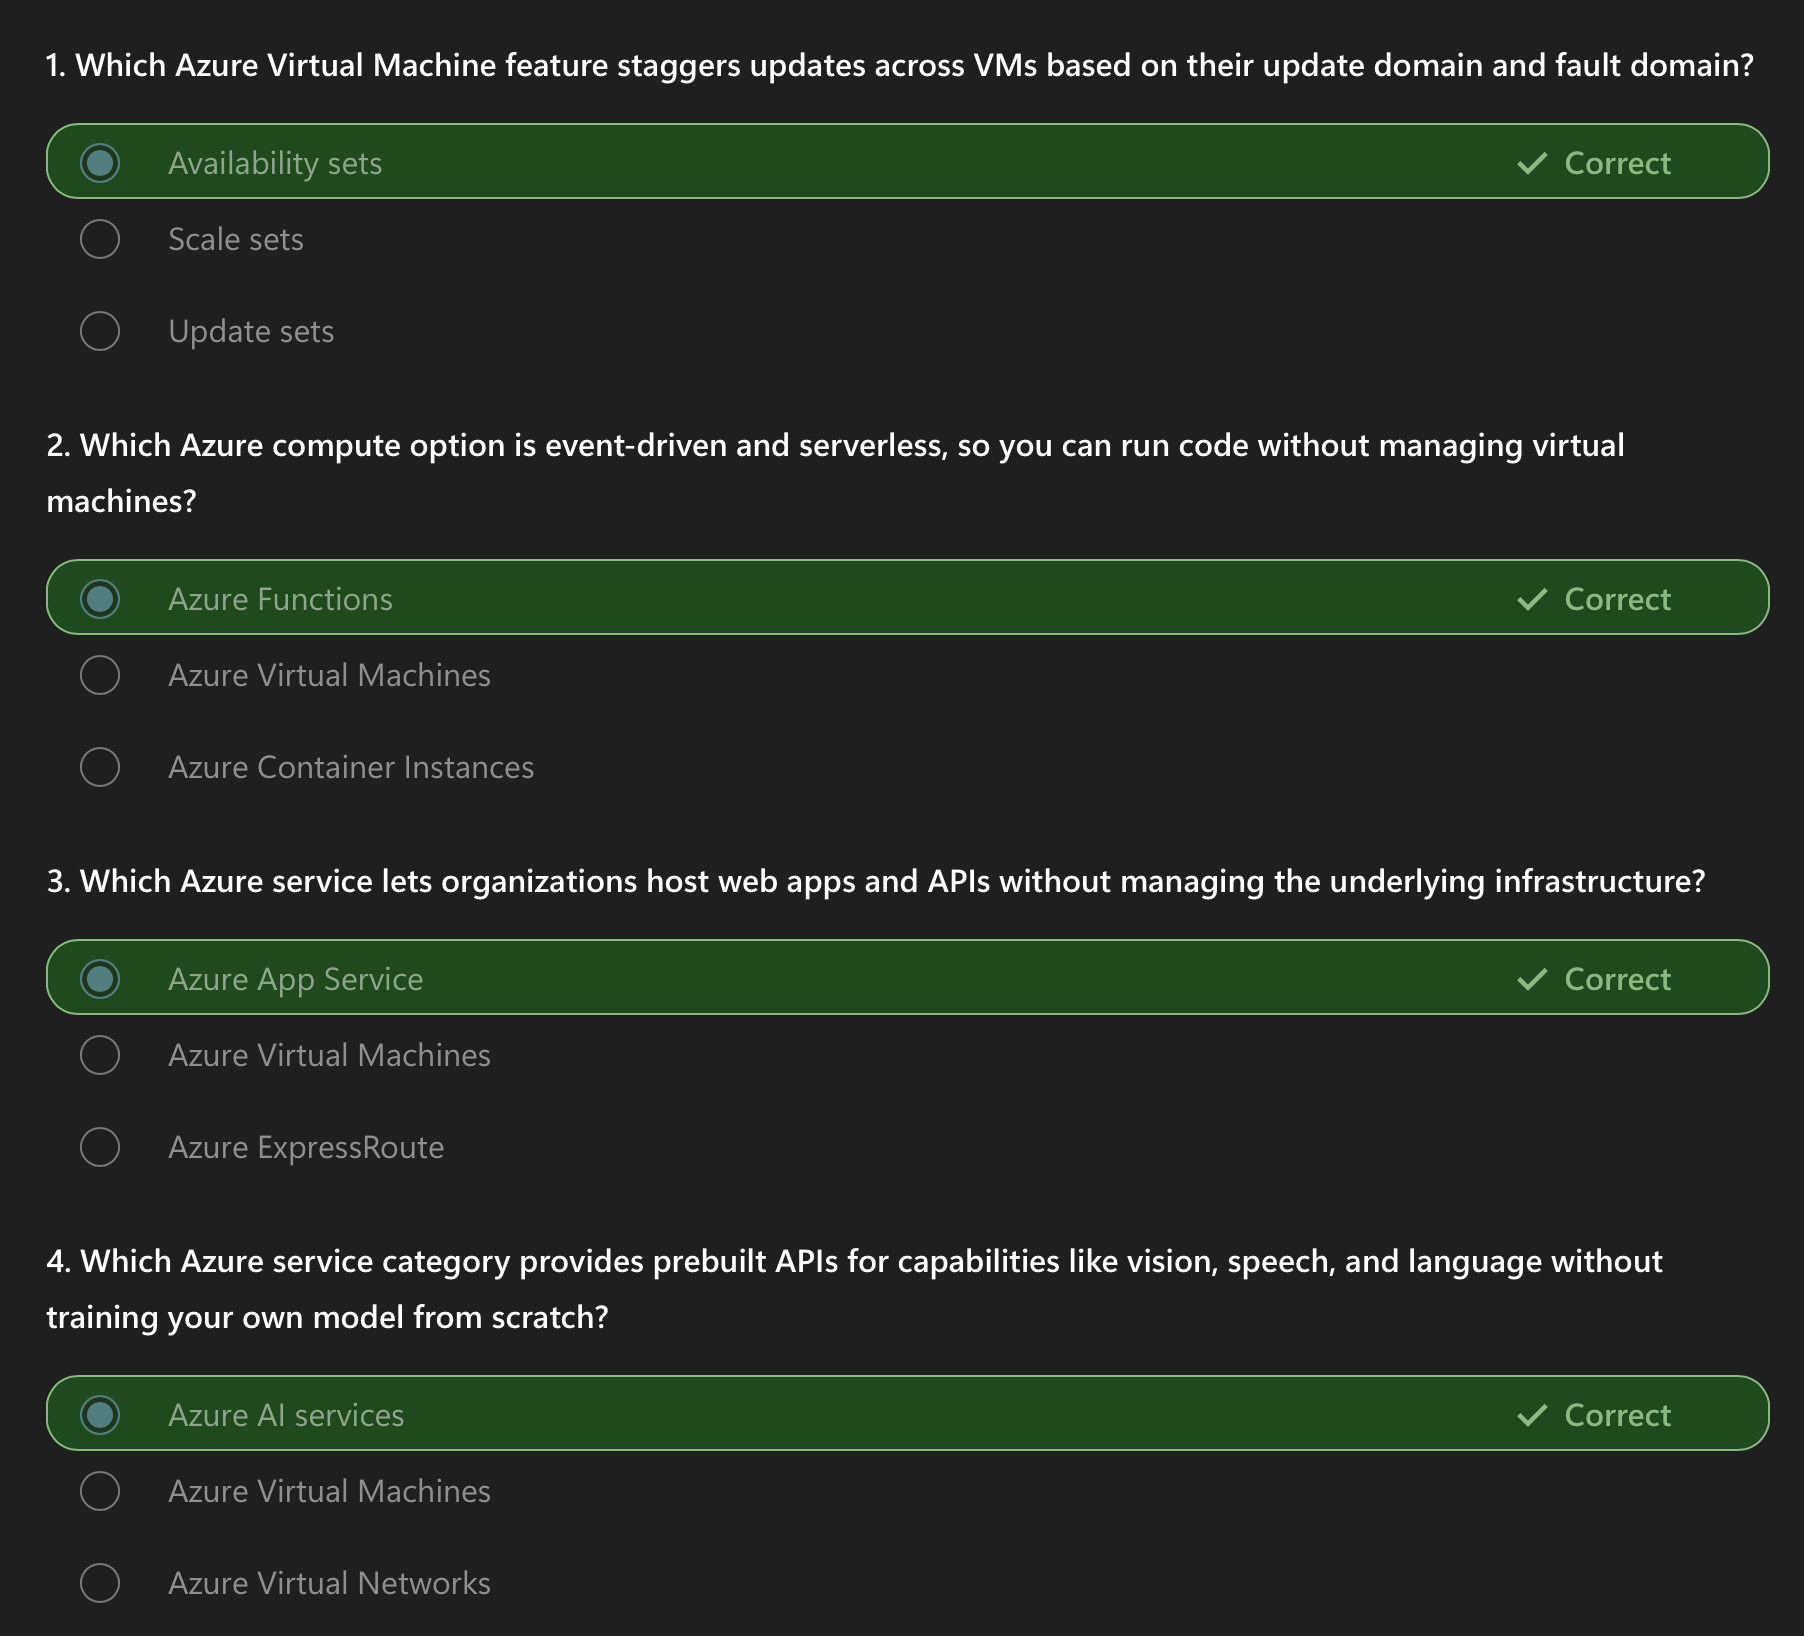 1. Which Azure Virtual Machine feature staggers updates across VMs based on their update domain and fault domain?
Availability sets
Correct
Scale sets
Update sets
2. Which Azure compute option is event-driven and serverless, so you can run code without managing virtual
machines?
Azure Functions
Correct
Azure Virtual Machines
Azure Container Instances
3. Which Azure service lets organizations host web apps and APIs without managing the underlying infrastructure?
Azure App Service
Correct
Azure Virtual Machines
Azure ExpressRoute
4. Which Azure service category provides prebuilt APIs for capabilities like vision, speech, and language without
training your own model from scratch?
Azure AI services
Correct
Azure Virtual Machines
Azure Virtual Networks